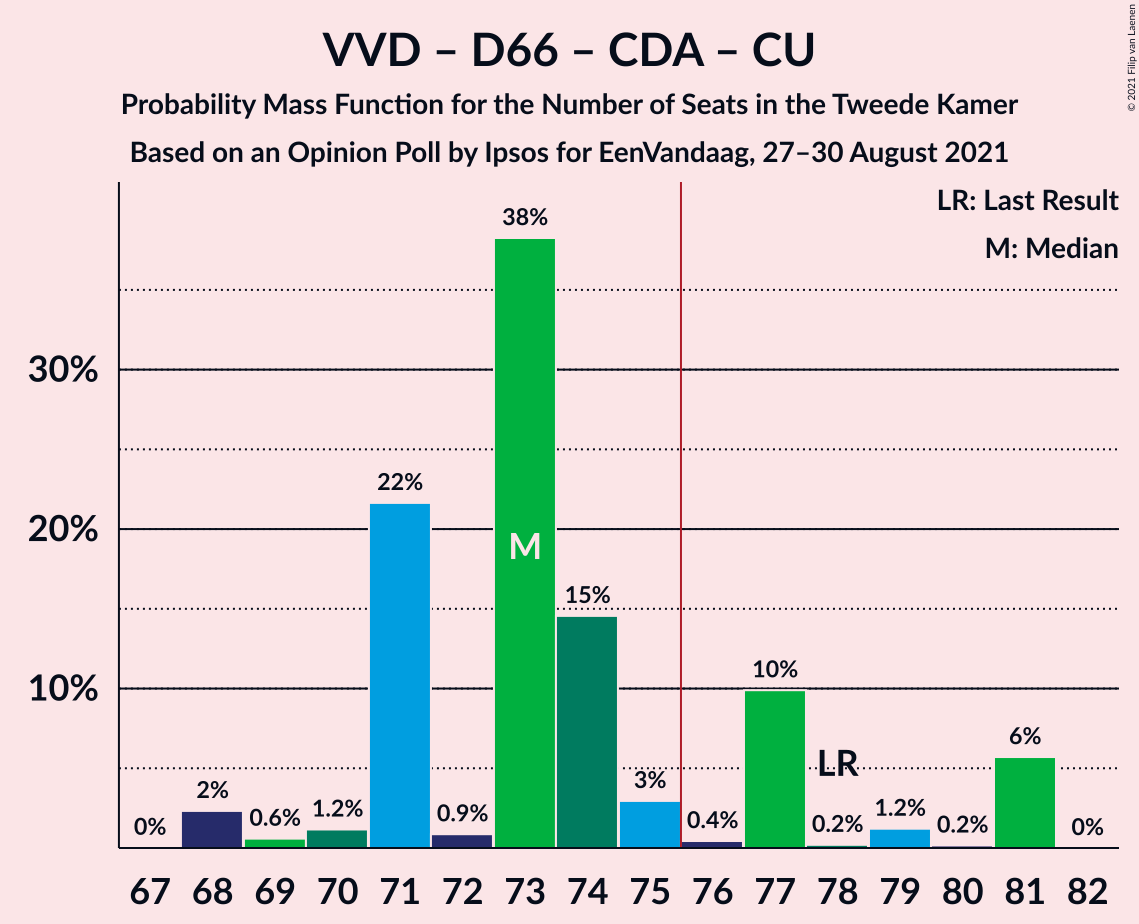 VVD – D66 – CDA – CU
Probability Mass Function for the Number of Seats in the Tweede Kamer
Based on an Opinion Poll by Ipsos for EenVandaag, 27–30 August 2021
© 2021 Filip van Laenen
LR: Last Result
M: Median
30%
20%
10%
0%
2%
0.6%
1.2%
22%
0.9%
38%
M
15%
3%
0.4%
10%
LR
0.2%
1.2%
0.2%
6%
0%
67 68 69 70 71 72 73 74 75 76 77 78 79 80 81 82